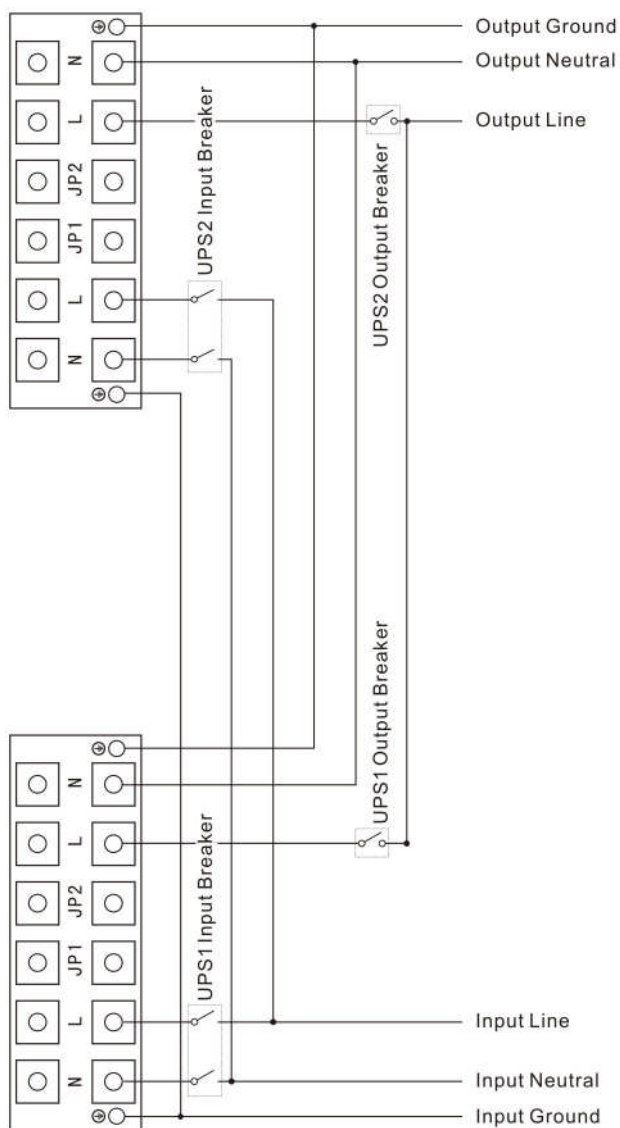 Output Ground
N
Output Neutral
L
Output Line
JP2
JP1
L
N
UPS2 Input Breaker
UPS2 Output Breaker
N
L
JP2
JP1
L
N
UPS1 Input Breaker
UPS1 Output Breaker
Input Line
Input Neutral
Input Ground